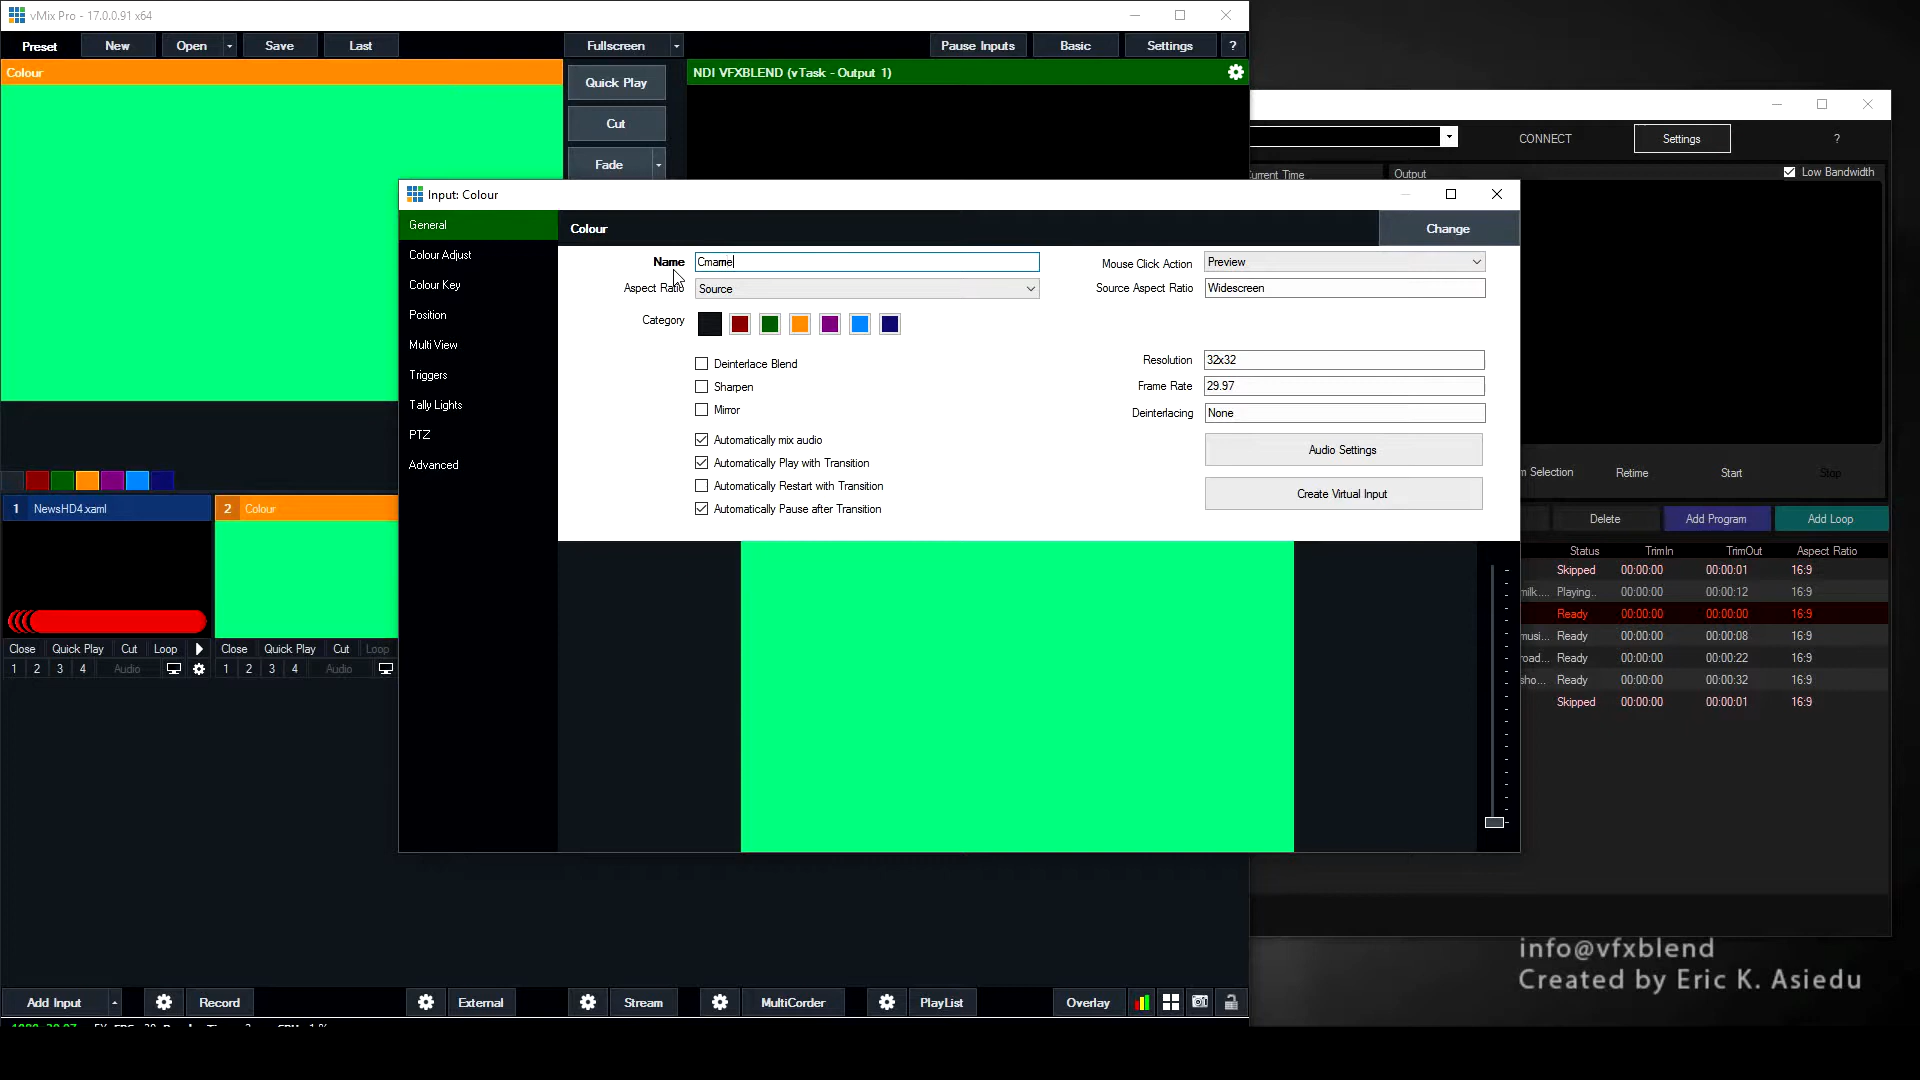 vMix Pro - 17.0.0.91 x64
Preset New Open Save Last Fullscreen Pause Inputs Basic Settings ?
Colour
Quick Play
Cut
Fade
NDI VFXBLEND (vTask - Output 1)
CONNECT Settings ?
Current Time Output Low Bandwidth
Input: Colour
General
Colour Adjust
Colour Key
Position
Multi View
Triggers
Tally Lights
PTZ
Advanced
Colour Change
Name Cmame
Aspect Ratio Source
Category
Deinterlace Blend
Sharpen
Mirror
Automatically mix audio
Automatically Play with Transition
Automatically Restart with Transition
Automatically Pause after Transition
Mouse Click Action Preview
Source Aspect Ratio Widescreen
Resolution 32x32
Frame Rate 29.97
Deinterlacing None
Audio Settings
Create Virtual Input
1 NewsHD4.xaml
Close Quick Play Cut Loop
1 2 3 4 Audio
2 Colour
Close Quick Play Cut Loop
1 2 3 4 Audio
m Selection Retime Start Stop
Delete Add Program Add Loop
Status TrimIn TrimOut Aspect Ratio
Skipped 00:00:00 00:00:01 16:9
milk.... Playing.. 00:00:00 00:00:12 16:9
Ready 00:00:00 00:00:00 16:9
musi... Ready 00:00:00 00:00:08 16:9
road... Ready 00:00:00 00:00:22 16:9
sho... Ready 00:00:00 00:00:32 16:9
Skipped 00:00:00 00:00:01 16:9
info@vfxblend
Created by Eric K. Asiedu
Add Input Record External Stream MultiCorder PlayList Overlay